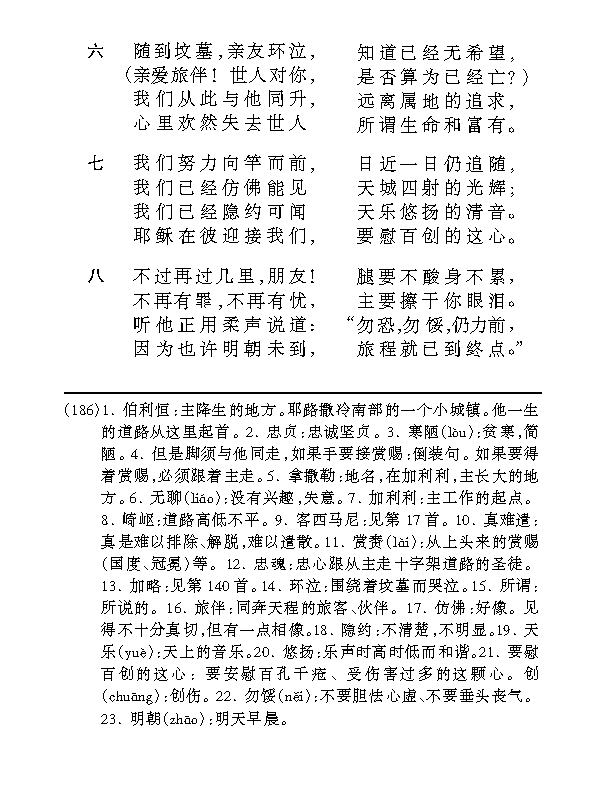 六 随到坟墓，亲友环泣， 知道已经无希望，
（亲爱旅伴！世人对你， 是否算为已经亡？）
我们从此与他同升， 远离属地的追求，
心里欢然失去世人 所谓生命和富有。
七 我们努力向竿而前， 日近一日仍追随，
我们已经仿佛能见 天城四射的光辉；
我们已经隐约可闻 天乐悠扬的清音。
耶稣在彼迎接我们， 要慰百创的这心。
八 不过再过几里，朋友！ 腿要不酸身不累，
不再有罪，不再有忧， 主要擦干你眼泪。
听他正用柔声说道： “勿恐，勿馁，仍力前，
因为也许明朝未到， 旅程就已到终点。”
(186)1. 伯利恒：主降生的地方。耶路撒冷南部的一个小城镇。他一生
的道路从这里起首。2. 忠贞：忠诚坚贞。3. 寒陋(lòu)：贫寒，简
陋。4. 但是脚须与他同走，如果手要接赏赐：倒装句。如果要得
着赏赐，必须跟着主走。5. 拿撒勒：地名，在加利利，主长大的地
方。6. 无聊(liáo)：没有兴趣，失意。7. 加利利：主工作的起点。
8. 崎岖：道路高低不平。9. 客西马尼：见第 17 首。10. 真难遣：
真是难以排除、解脱，难以遣散。11. 赏赉(lài)：从上头来的赏赐
（国度、冠冕）等。12. 忠魂：忠心跟从主走十字架道路的圣徒。
13. 加略：见第 140 首。14. 环泣：围绕着坟墓而哭泣。15. 所谓：
所说的。16. 旅伴：同奔天程的旅客、伙伴。17. 仿佛：好像。见
得不十分真切，但有一点相像。18. 隐约：不清楚，不明显。19. 天
乐(yuè)：天上的音乐。20. 悠扬：乐声时高时低而和谐。21. 要慰
百创的这心：要安慰百孔千疮、受伤害过多的这颗心。创
(chuāng)：创伤。22. 勿馁(něi)：不要胆怯心虚、不要垂头丧气。
23. 明朝(zhāo)：明天早晨。